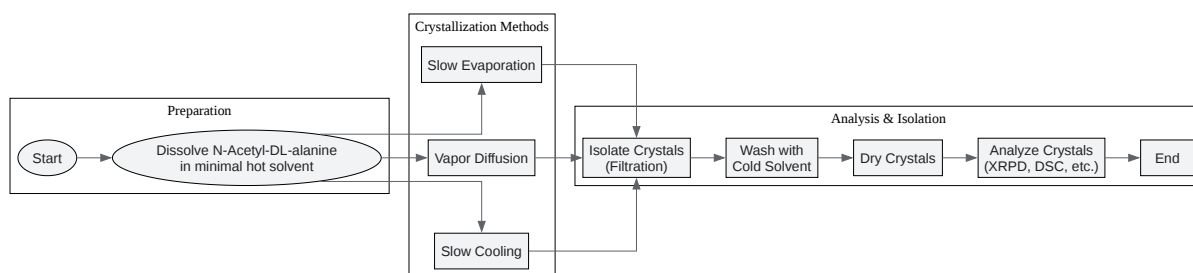 Preparation
Start
Dissolve N-Acetyl-DL-alanine
in minimal hot solvent
Crystallization Methods
Slow Evaporation
Vapor Diffusion
Slow Cooling
Analysis & Isolation
Isolate Crystals
(Filtration)
Wash with
Cold Solvent
Dry Crystals
Analyze Crystals
(XRPD, DSC, etc.)
End